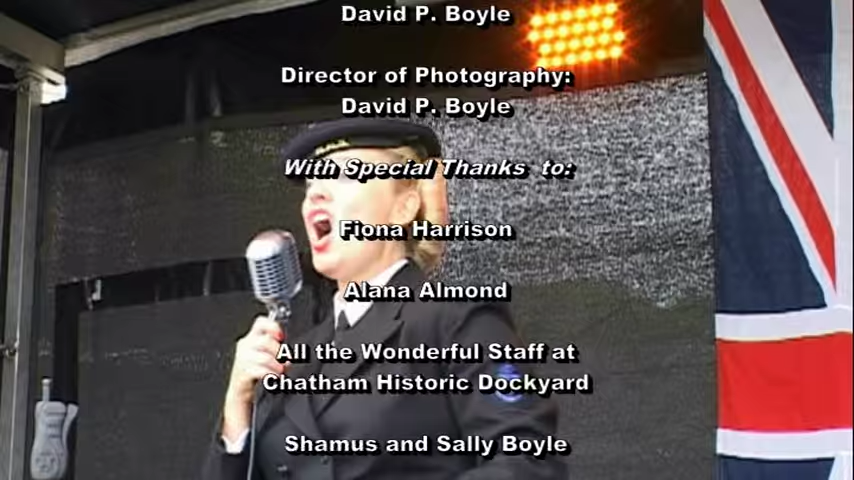 David P. Boyle
Director of Photography:
David P. Boyle
With Special Thanks to:
Fiona Harrison
Alana Almond
All the Wonderful Staff at
Chatham Historic Dockyard
Shamus and Sally Boyle